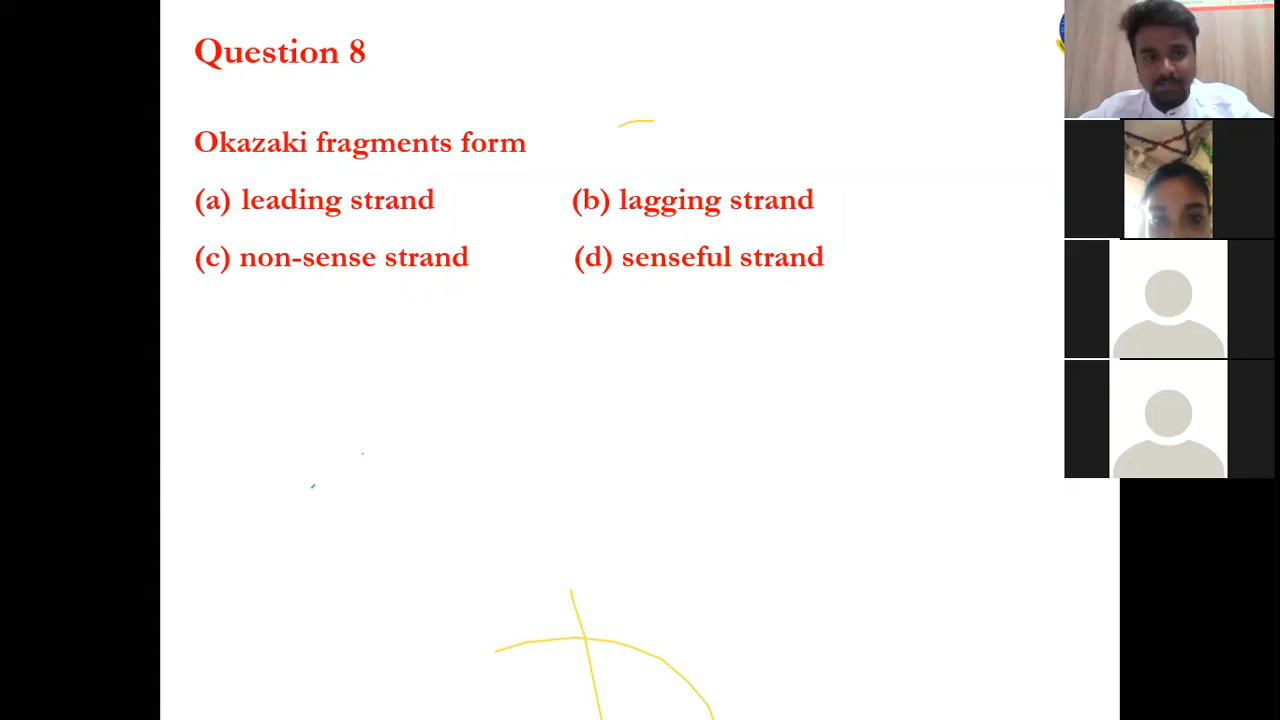 Question 8
Okazaki fragments form
(a) leading strand (b) lagging strand
(c) non-sense strand (d) senseful strand